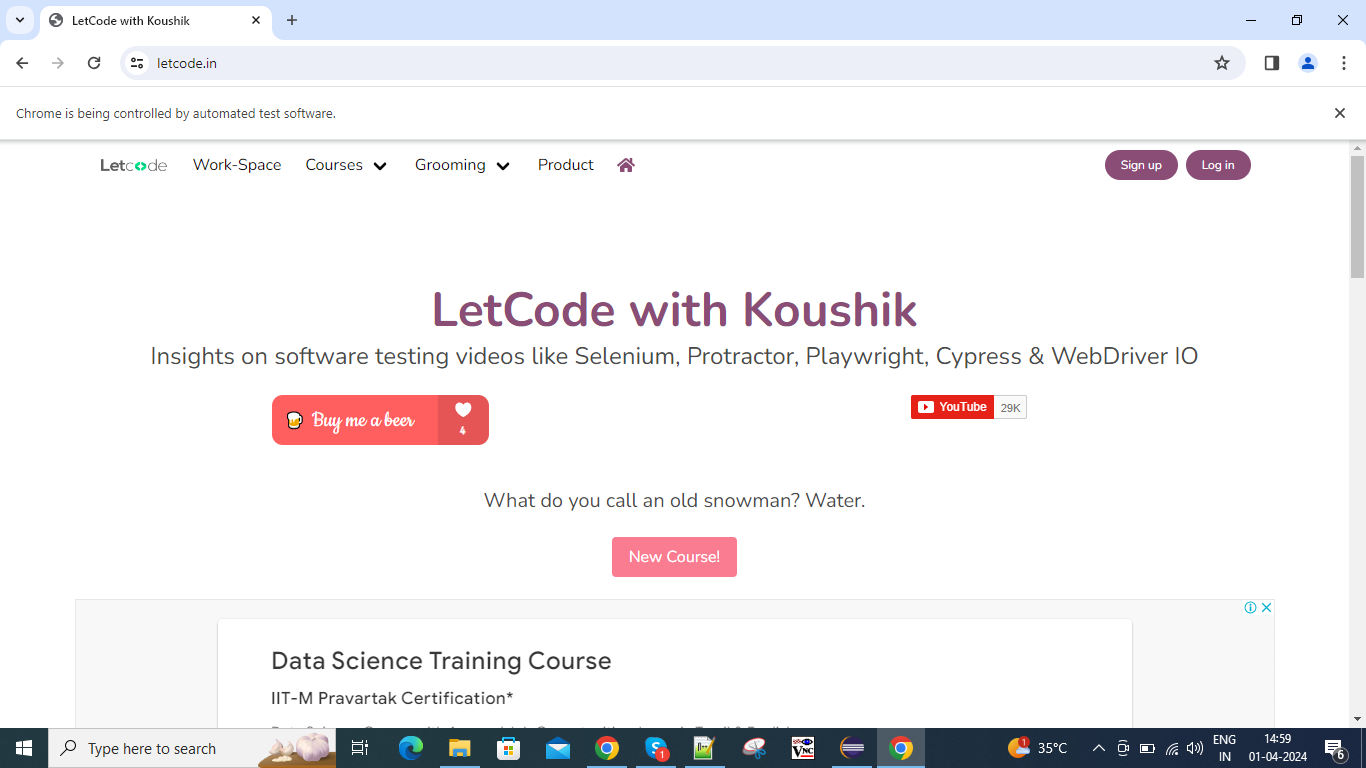 LetCode with Koushik
letcode.in
Chrome is being controlled by automated test software.
Letcode Work-Space Courses Grooming Product Sign up Log in
LetCode with Koushik
Insights on software testing videos like Selenium, Protractor, Playwright, Cypress & WebDriver IO
Buy me a beer 4 YouTube 29K
What do you call an old snowman? Water.
New Course!
Data Science Training Course
IIT-M Pravartak Certification*
Type here to search 1 VNC 1 35°C ENG 14:59
IN 01-04-2024 6